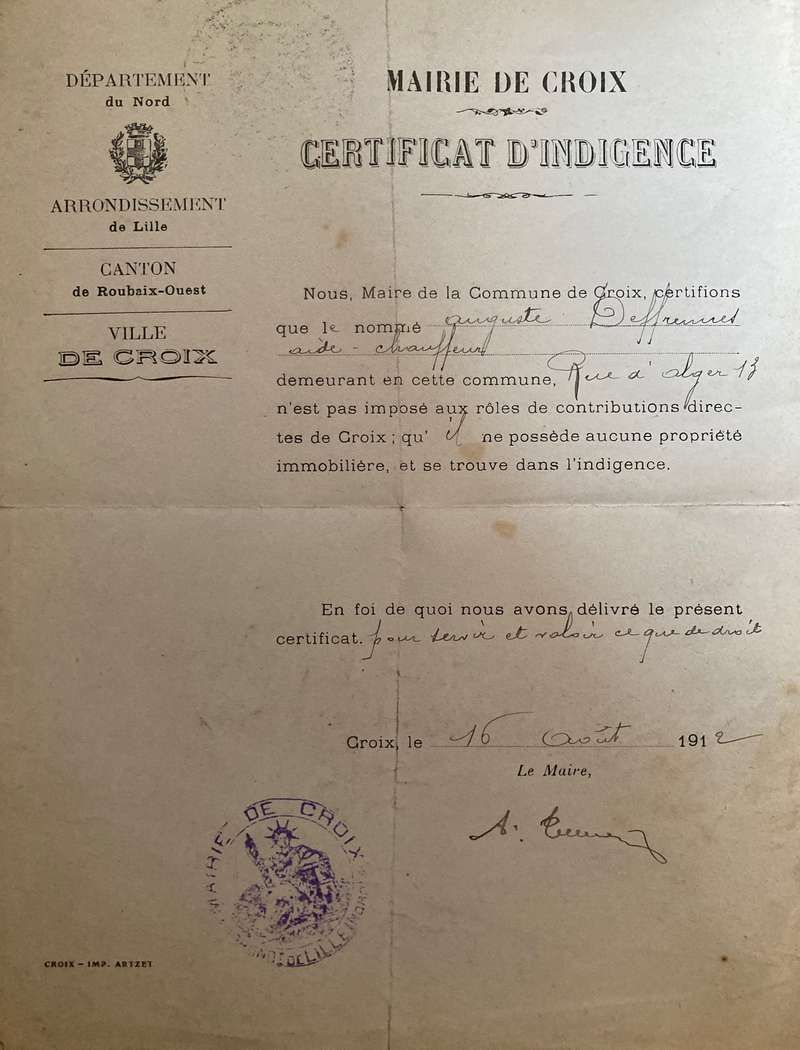 DÉPARTEMENT
du Nord
ARRONDISSEMENT
de Lille
CANTON
de Roubaix-Ouest
VILLE
DE CROIX
MAIRIE DE CROIX
CERTIFICAT D'INDIGENCE
Nous, Maire de la Commune de Croix, certifions
que le nommé Auguste Deffrennes
aide-chauffeur
demeurant en cette commune, Rue d'Alger 13
n'est pas imposé aux rôles de contributions direc-
tes de Croix ; qu'il ne possède aucune propriété
immobilière, et se trouve dans l'indigence.
En foi de quoi nous avons délivré le présent
certificat. pour servir et valoir ce que de droit
Croix, le 16 Août 1912
Le Maire,
MAIRIE DE CROIX
CROIX - IMP. ARTZET